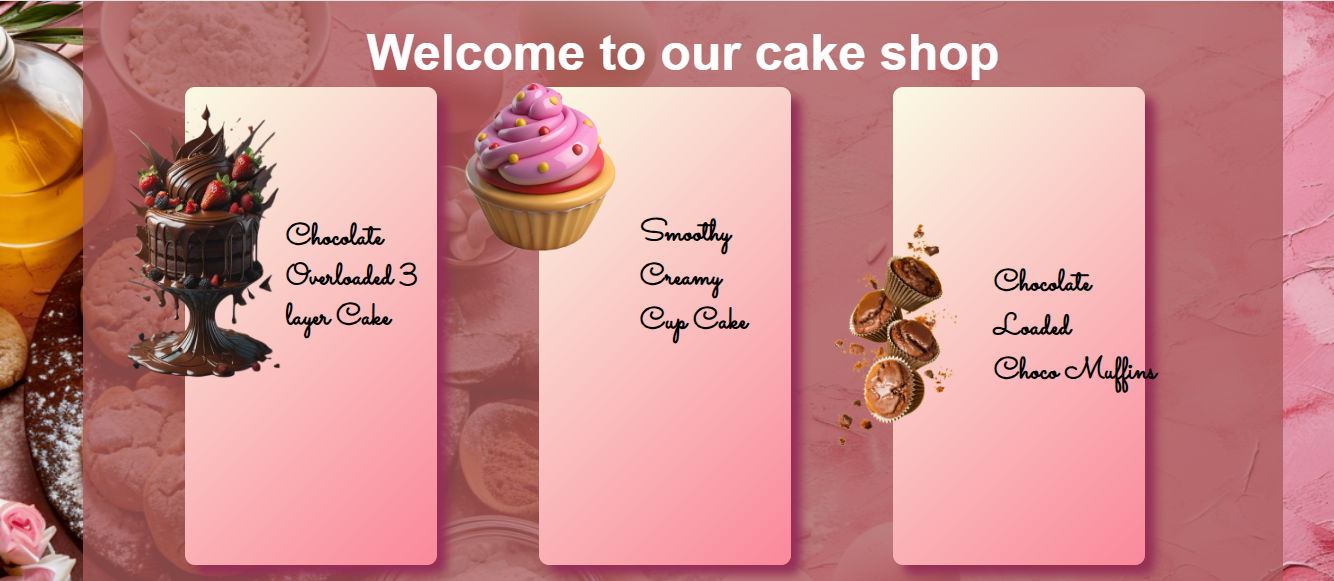 Welcome to our cake shop
Chocolate
Overloaded 3
layer Cake
Smoothy
Creamy
Cup Cake
Chocolate
Loaded
Choco Muffins